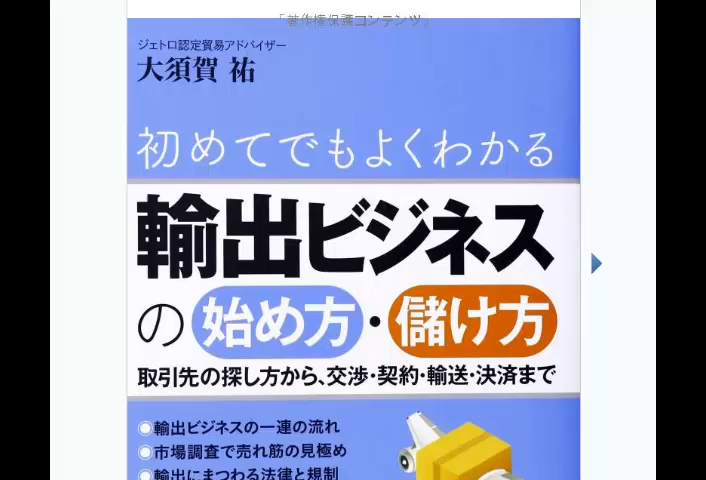 「著作権保護コンテンツ」
ジェトロ認定貿易アドバイザー
大須賀 祐
初めてでもよくわかる
輸出ビジネス
の始め方・儲け方
取引先の探し方から、交渉・契約・輸送・決済まで
◎輸出ビジネスの一連の流れ
◎市場調査で売れ筋の見極め
◎輸出にまつわる法律と規制